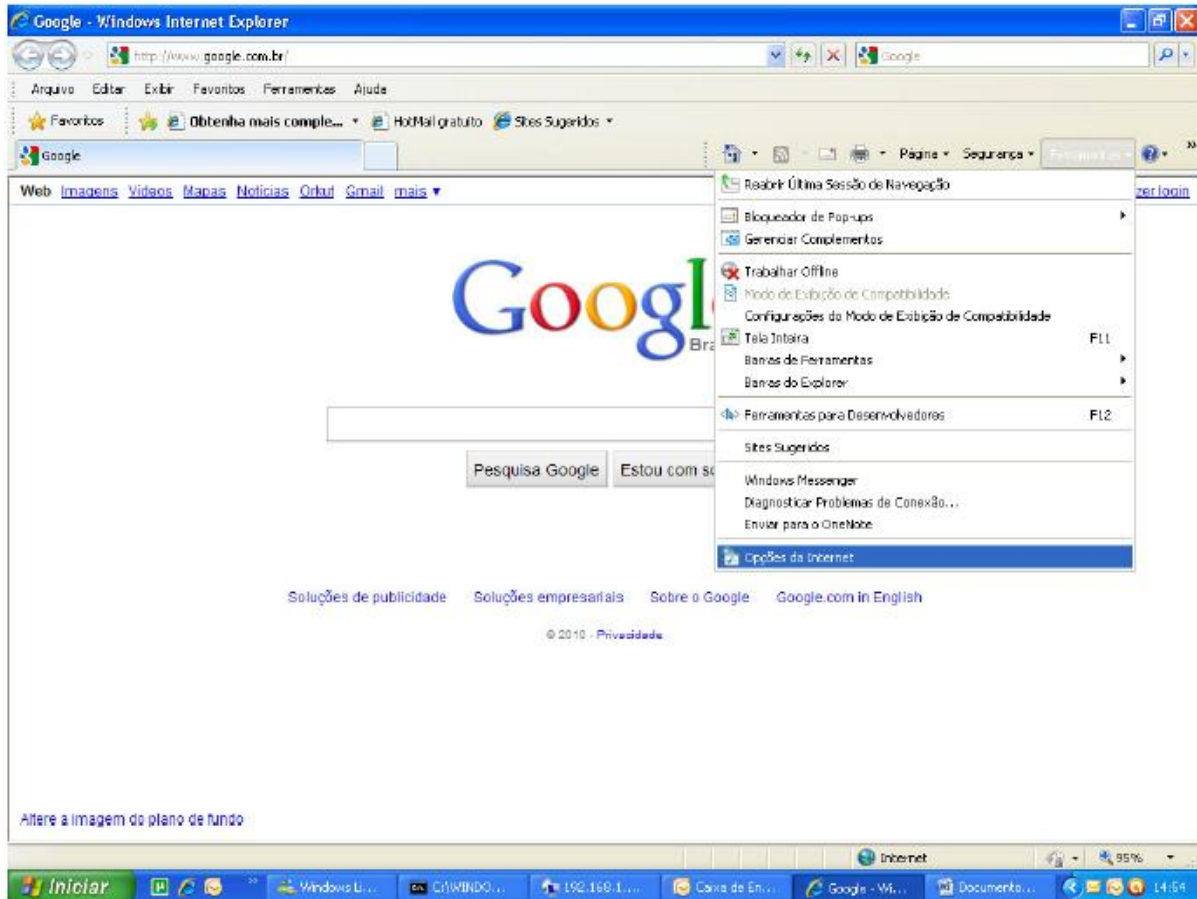 Google - Windows Internet Explorer
http://www.google.com.br/
Google
Arquivo Editar Exibir Favoritos Ferramentas Ajuda
Favoritos Obtenha mais comple... HotMail gratuito Sites Sugeridos
Google
Página Segurança Ferramentas
Web Imagens Vídeos Mapas Notícias Orkut Gmail mais ▼
zer login
Reabrir Última Sessão de Navegação
Bloqueador de Pop-ups
Gerenciar Complementos
Trabalhar Offline
Modo de Exibição de Compatibilidade
Configurações do Modo de Exibição de Compatibilidade
Tela Inteira F11
Barras de Ferramentas
Barras do Explorer
Ferramentas para Desenvolvedores F12
Sites Sugeridos
Windows Messenger
Diagnosticar Problemas de Conexão...
Enviar para o OneNote
Opções da Internet
Googl
Bra
Pesquisa Google Estou com so
Soluções de publicidade Soluções empresariais Sobre o Google Google.com in English
© 2010 - Privacidade
Altere a imagem do plano de fundo
Internet 95%
Iniciar Windows Li... C:\WINDO... 192.168.1.... Caixa de En... Google - Wi... Documento... 14:54